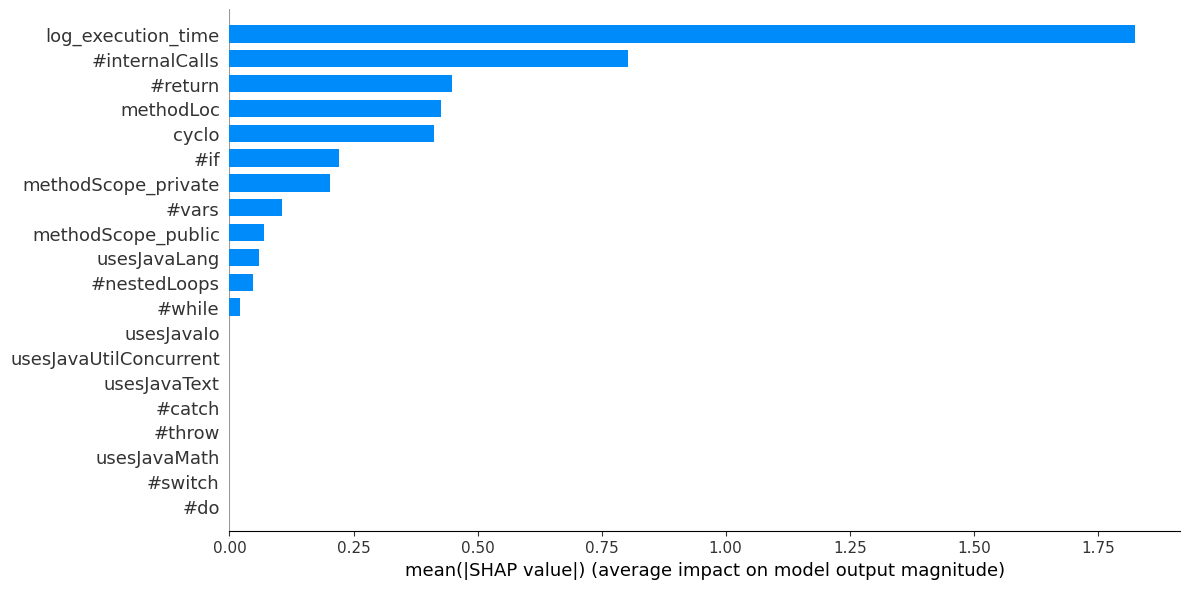 log_execution_time
#internalCalls
#return
methodLoc
cyclo
#if
methodScope_private
#vars
methodScope_public
usesJavaLang
#nestedLoops
#while
usesJavaIo
usesJavaUtilConcurrent
usesJavaText
#catch
#throw
usesJavaMath
#switch
#do
0.00 0.25 0.50 0.75 1.00 1.25 1.50 1.75
mean(|SHAP value|) (average impact on model output magnitude)